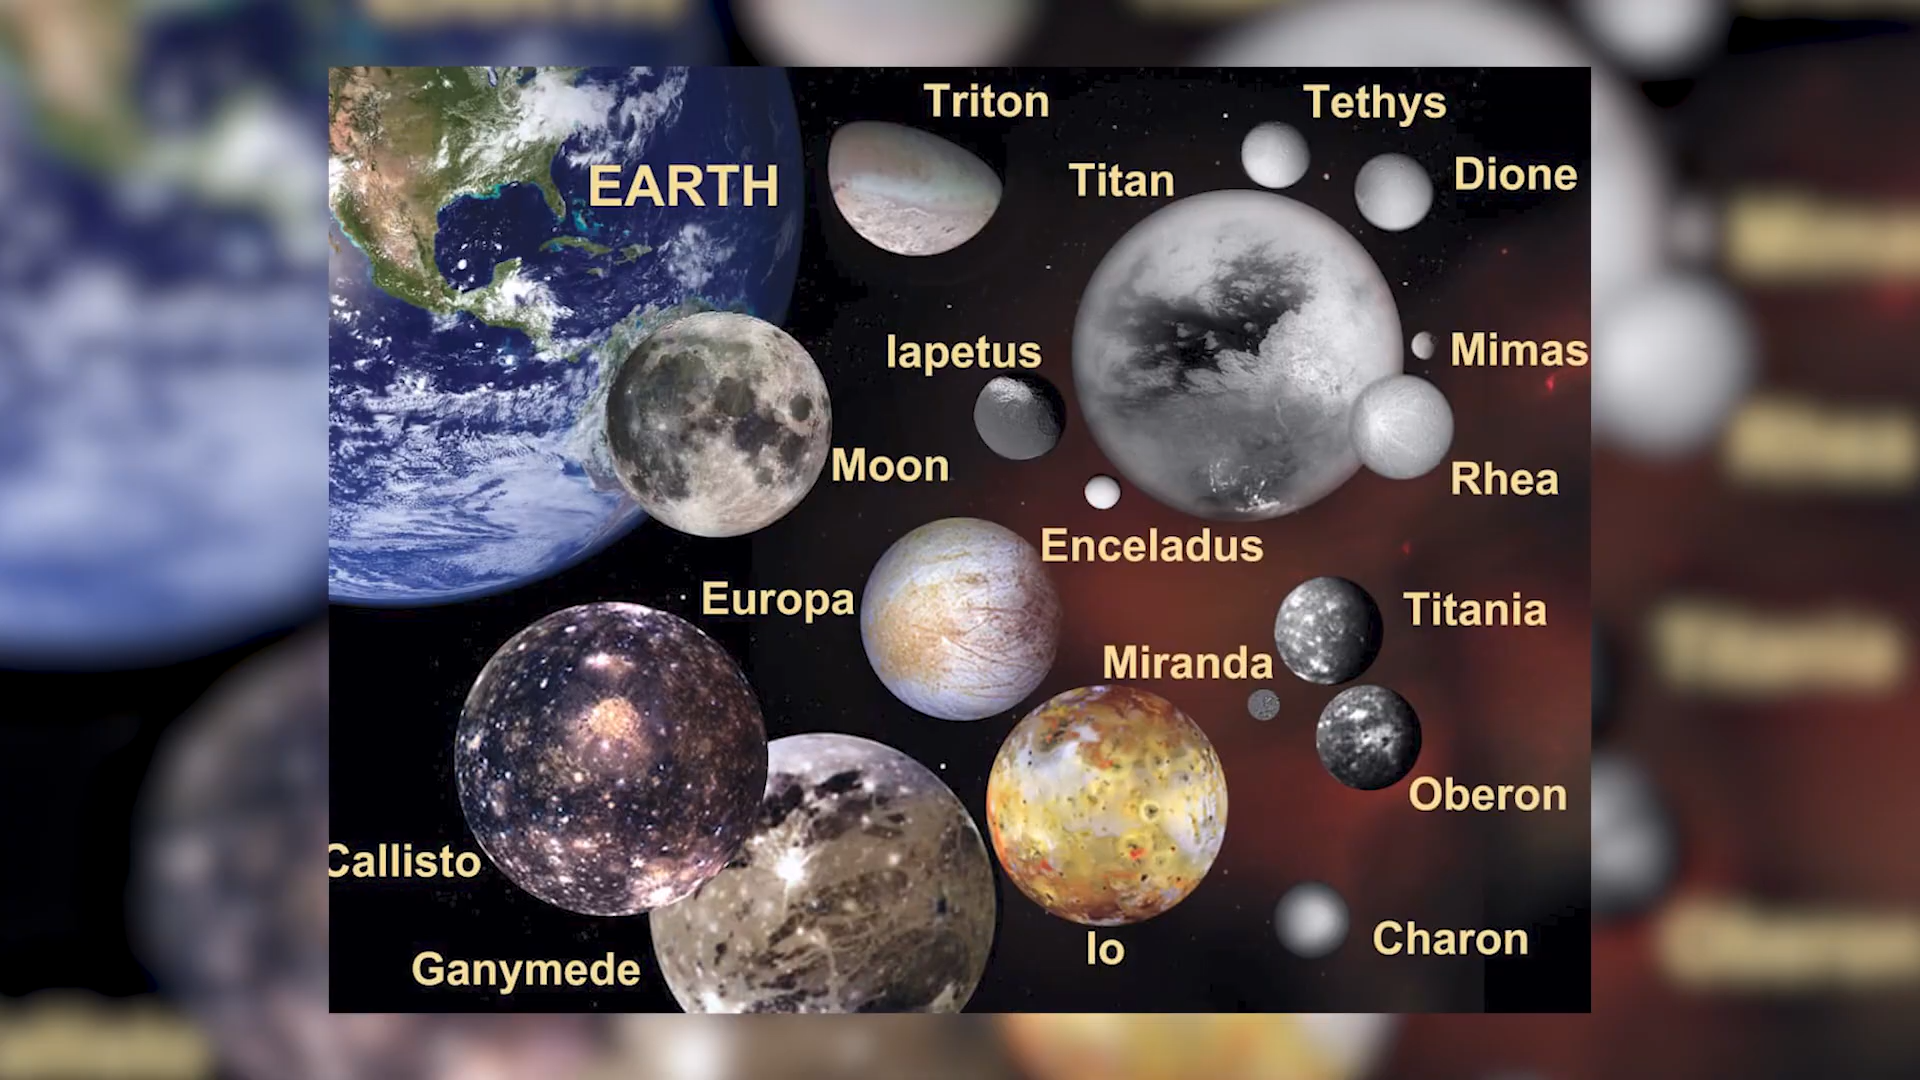 Triton
Tethys
EARTH
Titan
Dione
Iapetus
Mimas
Moon
Rhea
Enceladus
Europa
Titania
Miranda
Oberon
Callisto
Ganymede
Io
Charon